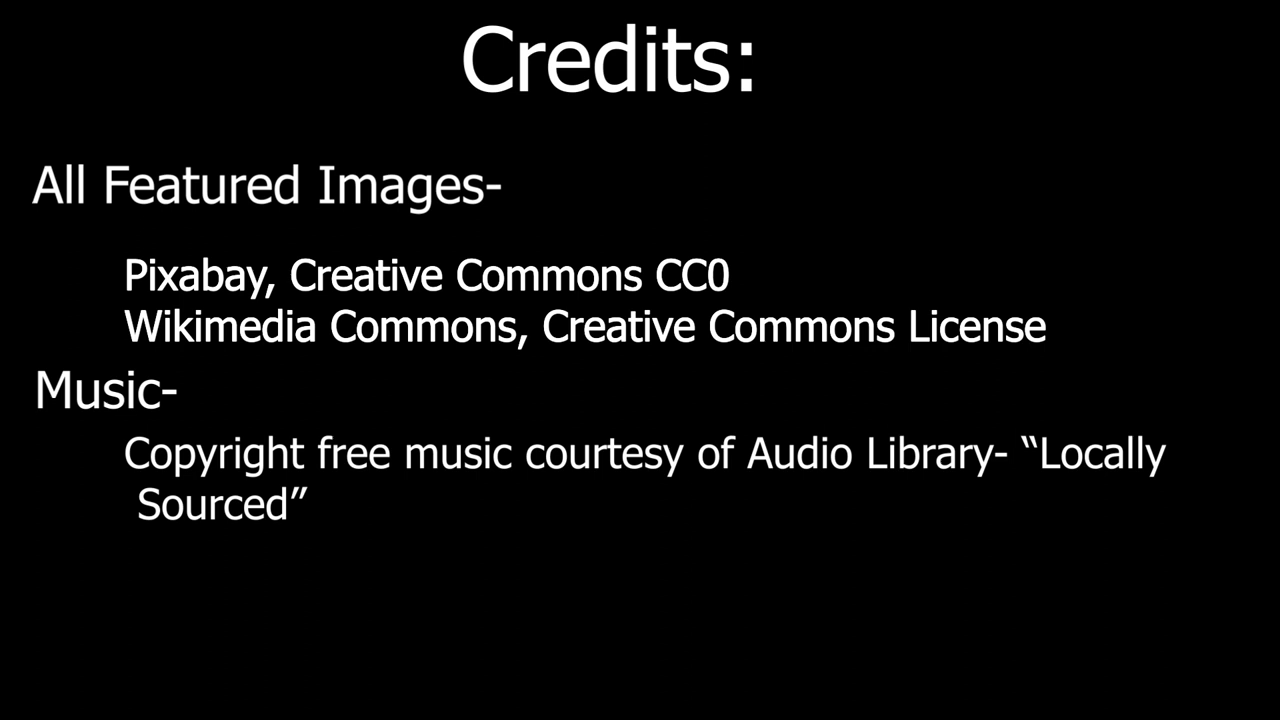 Credits:
All Featured Images-
Pixabay, Creative Commons CC0
Wikimedia Commons, Creative Commons License
Music-
Copyright free music courtesy of Audio Library- “Locally
Sourced”